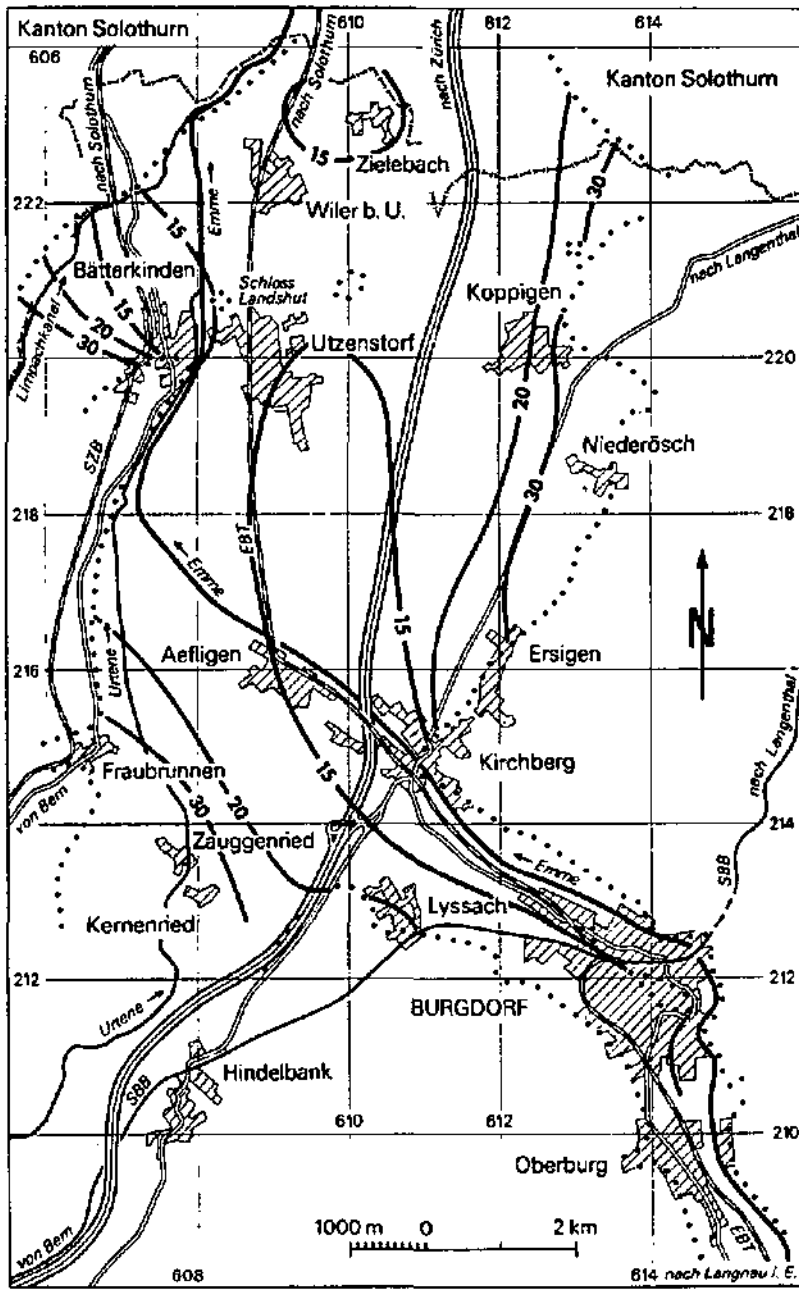 Kanton Solothurn
606
610
612
614
Kanton Solothurn
nach Solothurn
nach Solothurn
nach Zürich
15
Zielebach
30
222
Emme
Wiler b. U.
15
nach Langenthal
Bätterkinden
Schloss
Landshut
Koppigen
15
20
30
Limpachkanal
Utzenstorf
220
20
Niederösch
SZB
30
218
EBT
218
Emme
15
N
Aefligen
Ersigen
216
Urtene
nach Langenthal
Kirchberg
Fraubrunnen
15
von Bern
20
30
214
214
Zauggenried
Emme
SBB
Kernenried
Lyssach
212
212
Urtene
BURGDORF
Hindelbank
SBB
610
612
210
Oberburg
1000 m 0 2 km
von Bern
EBT
608
614
nach Langnau i. E.